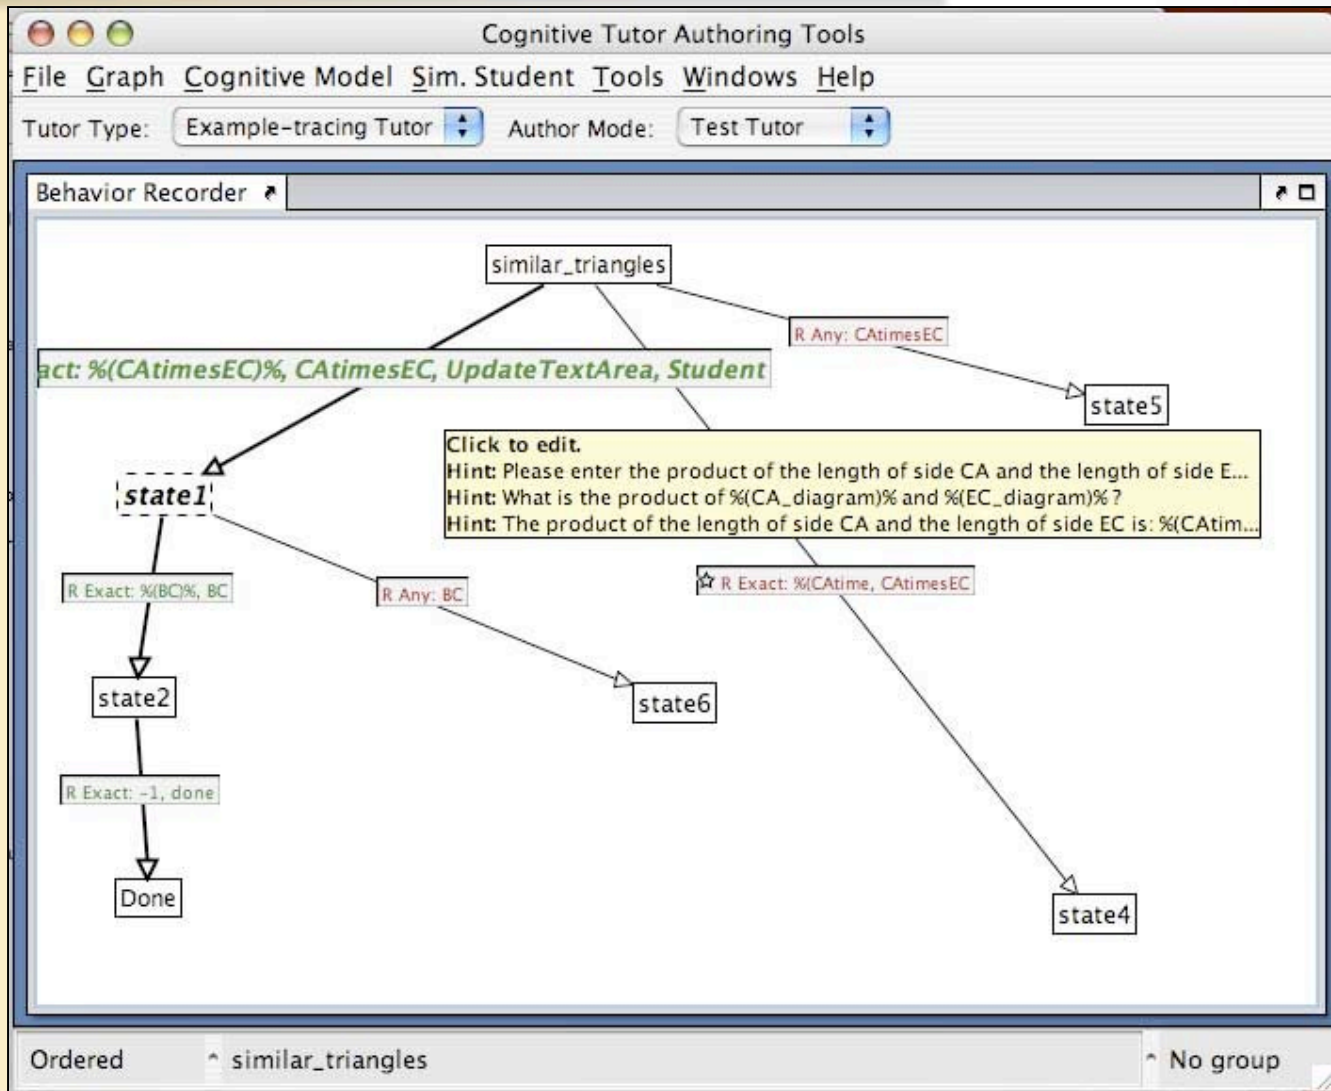 Cognitive Tutor Authoring Tools
File Graph Cognitive Model Sim. Student Tools Windows Help
Tutor Type: Example-tracing Tutor Author Mode: Test Tutor
Behavior Recorder
similar_triangles
R Any: CAtimesEC
act: %(CAtimesEC)%, CAtimesEC, UpdateTextArea, Student
state5
Click to edit.
Hint: Please enter the product of the length of side CA and the length of side E...
Hint: What is the product of %(CA_diagram)% and %(EC_diagram)% ?
Hint: The product of the length of side CA and the length of side EC is: %(CAtim...
state1
R Exact: %(BC)%, BC
R Any: BC
R Exact: %(CAtime, CAtimesEC
state2
state6
R Exact: -1, done
Done
state4
Ordered similar_triangles No group